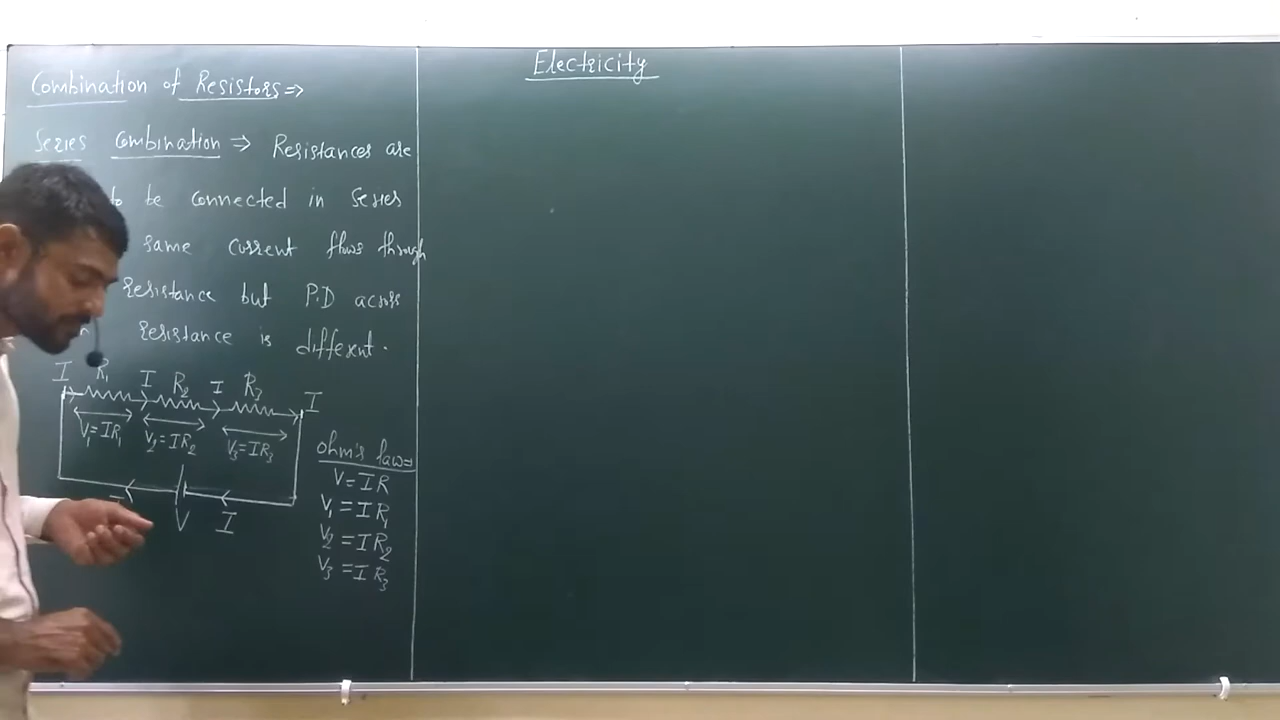 Electricity
Combination of Resistors⇒
Series Combination ⇒ Resistances are
to be connected in series
same current flows through
resistance but P.D across
resistance is different.
I R₁ I R₂ I R₃ I
V₁=IR₁ V₂=IR₂ V₃=IR₃
V I
ohm's law⇒
V=IR
V₁=IR₁
V₂=IR₂
V₃=IR₃